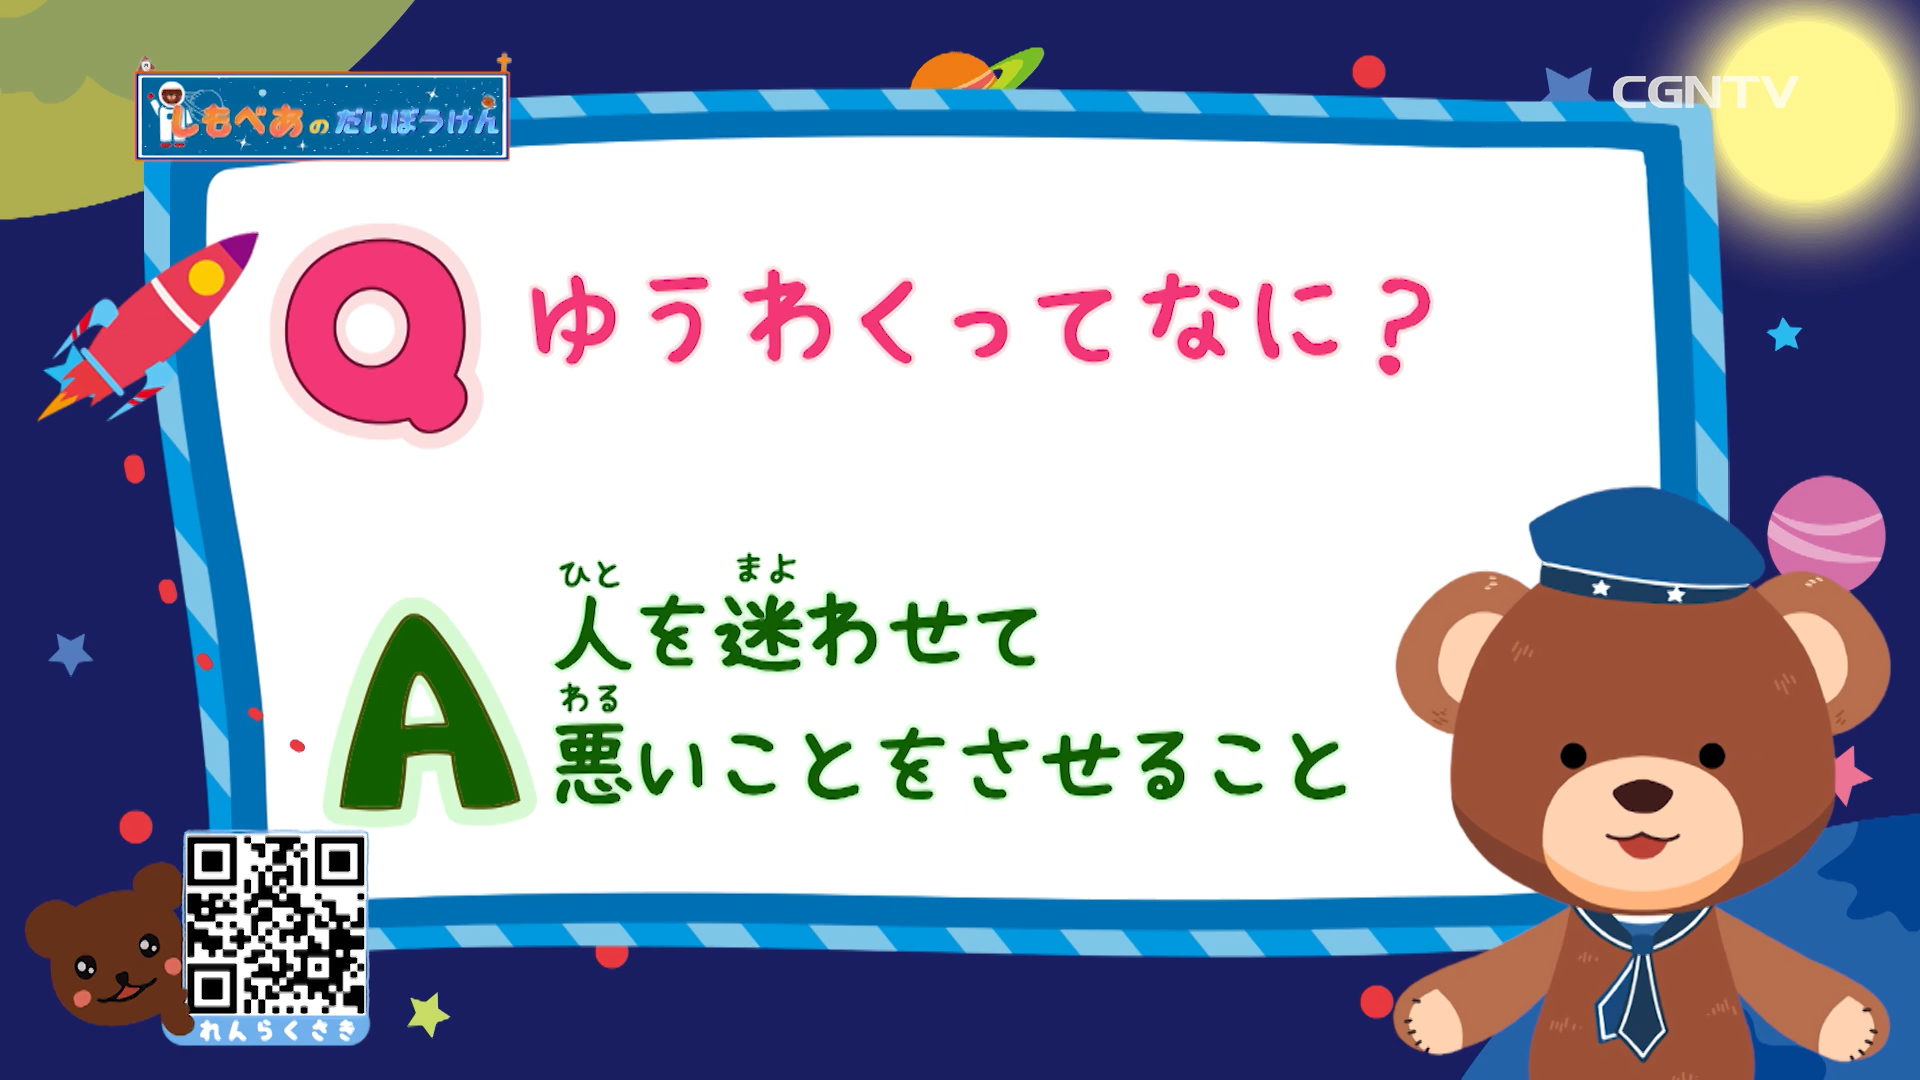 しもべあのだいぼうけん
CGNTV
Q ゆうわくってなに？
ひと まよ
A 人を迷わせて
わる
悪いことをさせること
れんらくさき